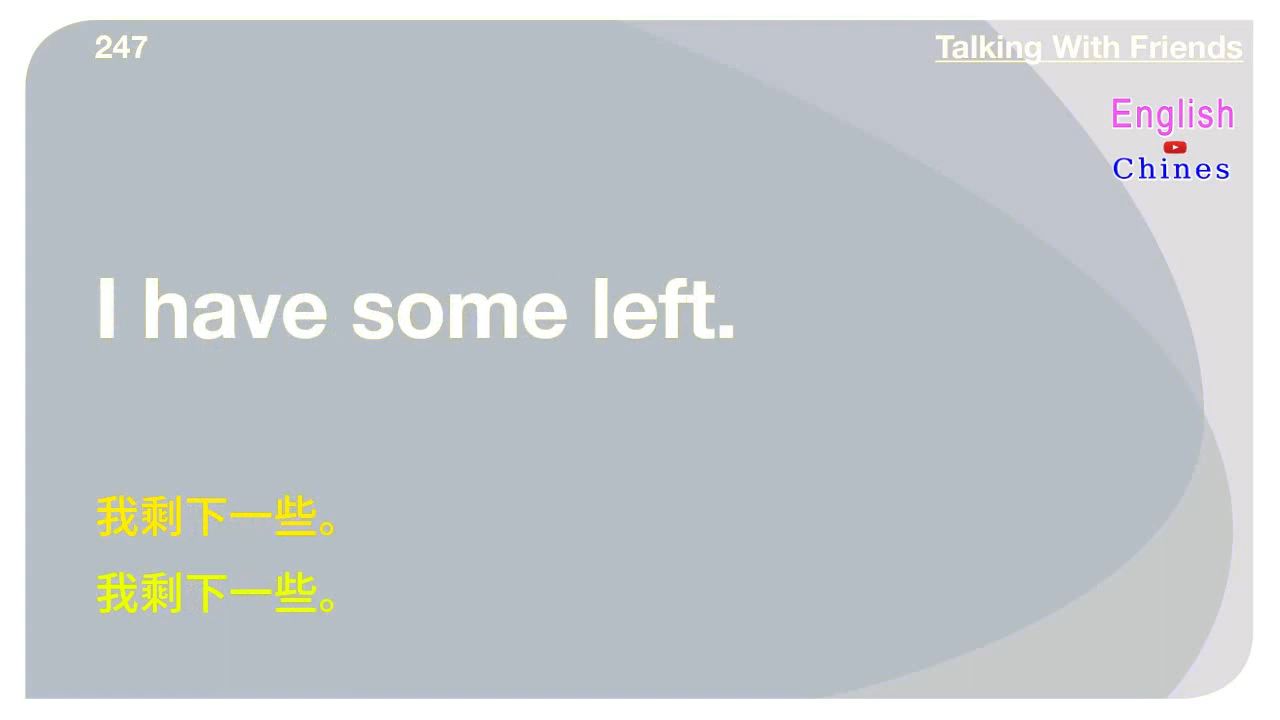 247
Talking With Friends
English
Chines
I have some left.
我剩下一些。
我剩下一些。